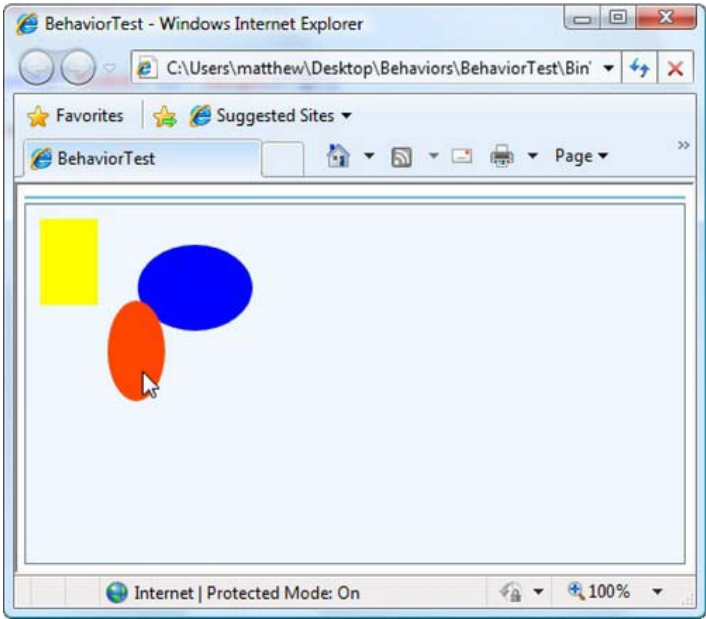 BehaviorTest - Windows Internet Explorer
C:\Users\matthew\Desktop\Behaviors\BehaviorTest\Bin'
Favorites Suggested Sites
BehaviorTest Page »
Internet | Protected Mode: On 100%